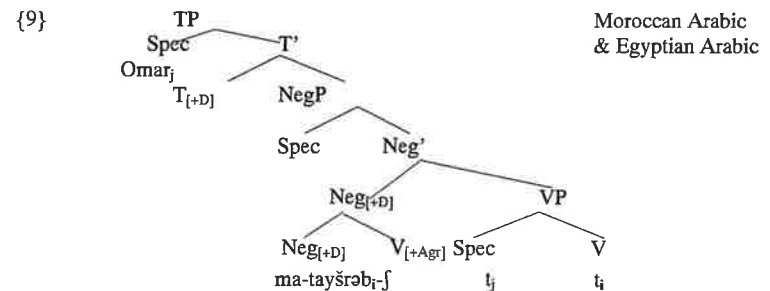 {9} TP Moroccan Arabic
Spec T’ & Egyptian Arabic
Omarⱼ
T[+D] NegP
Spec Neg’
Neg[+D] VP
Neg[+D] V[+Agr] Spec V
ma-tayšrəbᵢ-ʃ tⱼ tᵢ